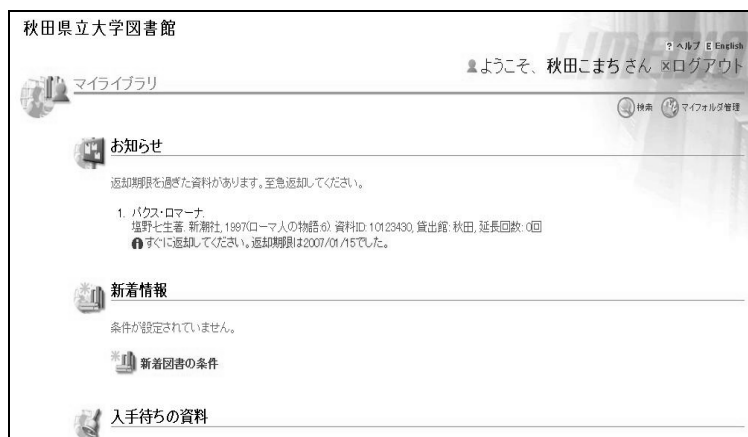 秋田県立大学図書館
? ヘルプ E English
ようこそ、 秋田こまち さん ×ログアウト
マイライブラリ
検索 マイフォルダ管理
お知らせ
返却期限を過ぎた資料があります。至急返却してください。
1. パクス・ロマーナ.
塩野七生著. 新潮社, 1997(ローマ人の物語:6). 資料ID: 10123430, 貸出館: 秋田, 延長回数: 0回
すぐに返却してください。返却期限は2007/01/15でした。
新着情報
条件が設定されていません。
新着図書の条件
入手待ちの資料